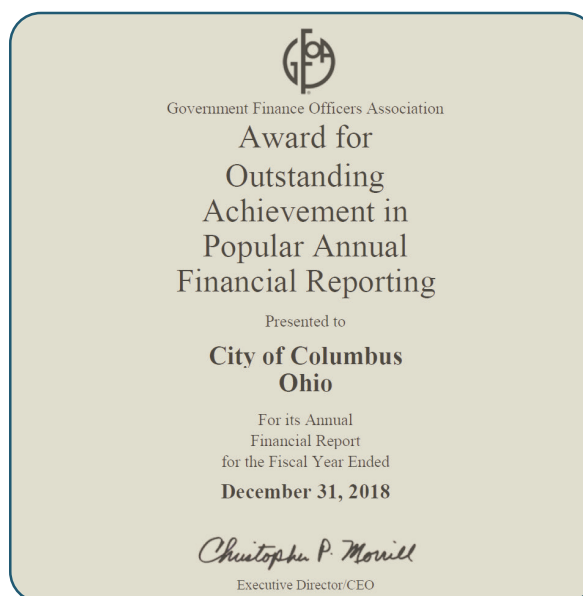 GFOA
Government Finance Officers Association
Award for
Outstanding
Achievement in
Popular Annual
Financial Reporting
Presented to
City of Columbus
Ohio
For its Annual
Financial Report
for the Fiscal Year Ended
December 31, 2018
Christopher P. Morrill
Executive Director/CEO